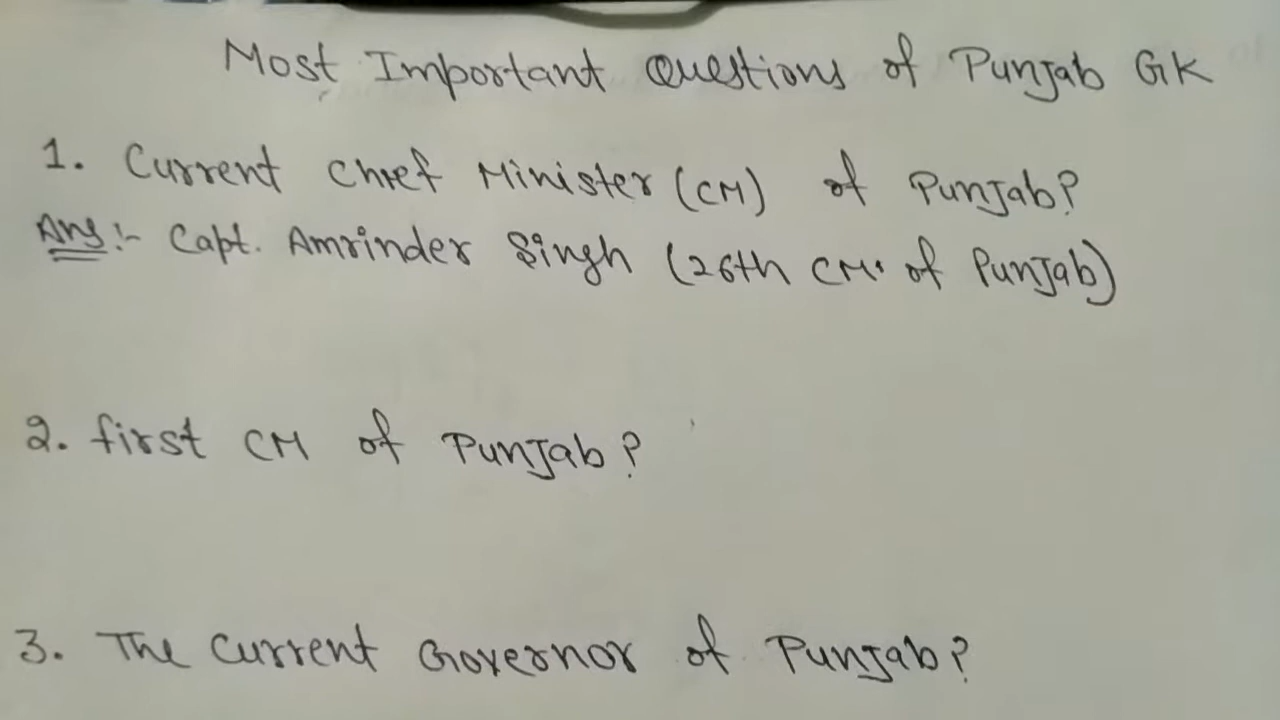 Most Important Questions of Punjab GK
1. Current Chief Minister (CM) of Punjab?
Ans:- Capt. Amrinder Singh (26th CM. of Punjab)
2. first CM of Punjab?
3. The Current Governor of Punjab?